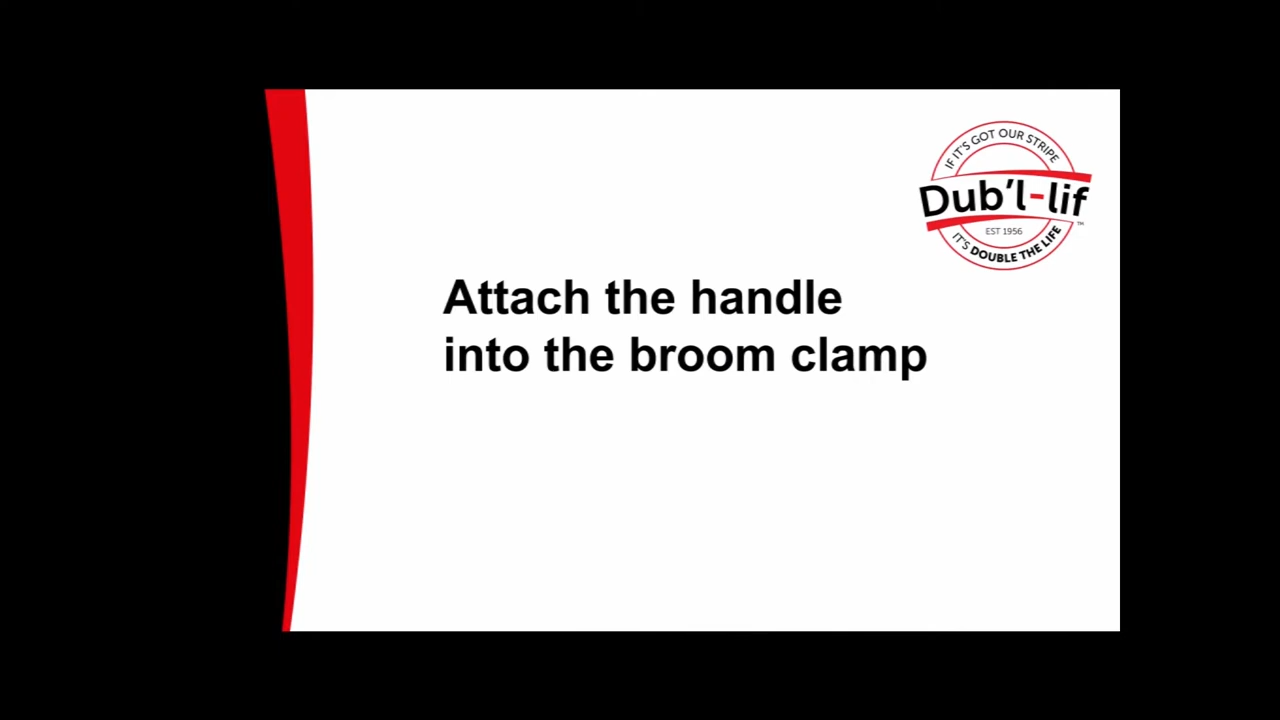 IF IT'S GOT OUR STRIPE
Dub'l-lif
™
EST 1956
IT'S DOUBLE THE LIFE
Attach the handle
into the broom clamp